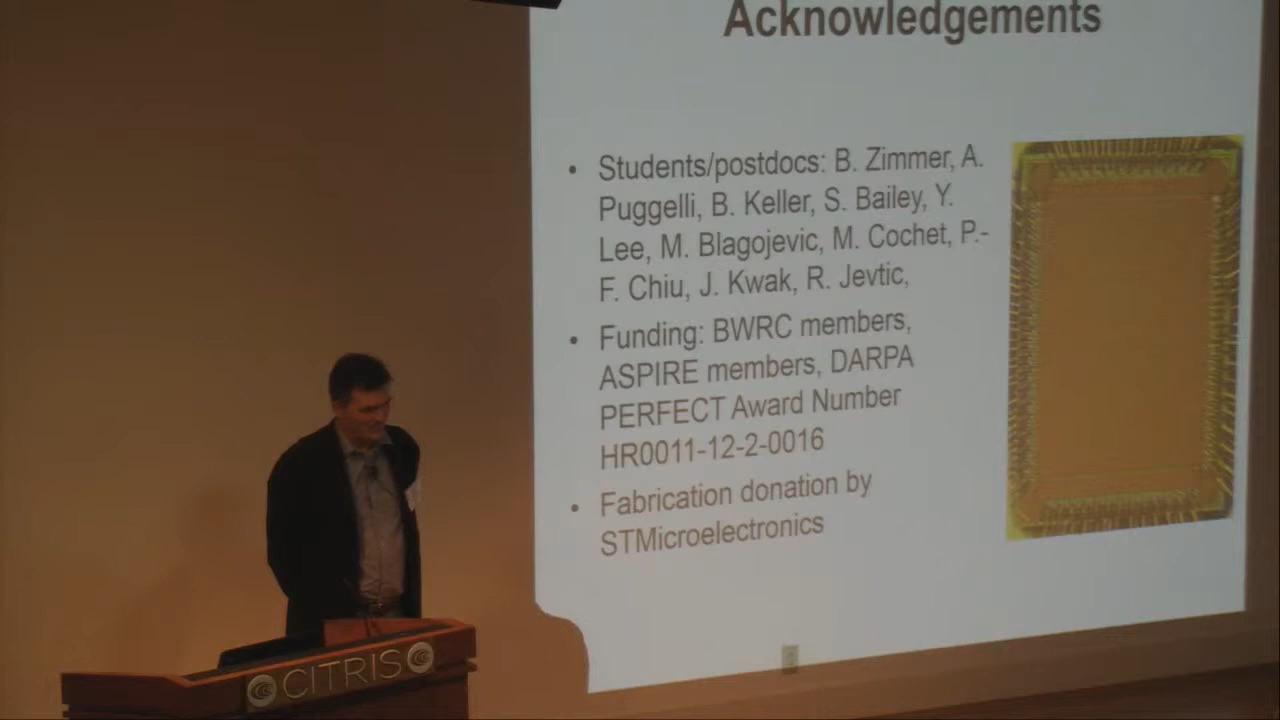 Acknowledgements
• Students/postdocs: B. Zimmer, A.
Puggelli, B. Keller, S. Bailey, Y.
Lee, M. Blagojevic, M. Cochet, P.-
F. Chiu, J. Kwak, R. Jevtic,
• Funding: BWRC members,
ASPIRE members, DARPA
PERFECT Award Number
HR0011-12-2-0016
• Fabrication donation by
STMicroelectronics
CITRIS